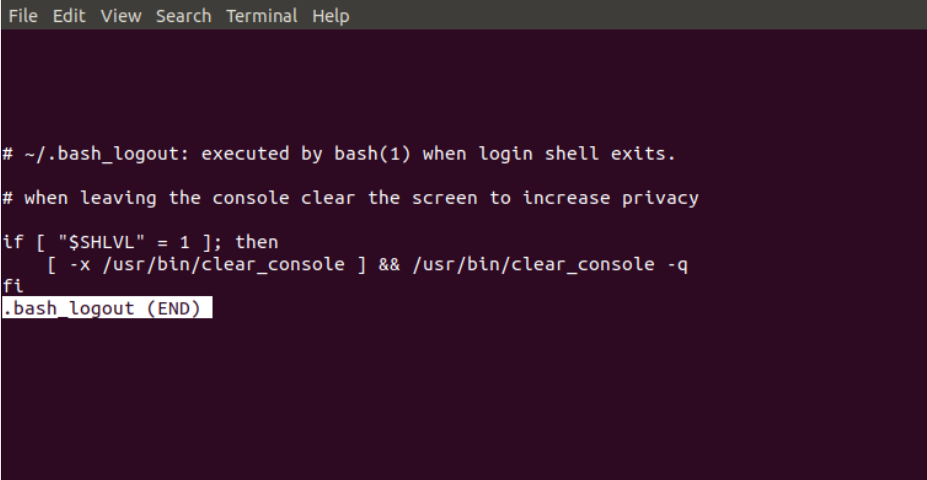 File Edit View Search Terminal Help
# ~/.bash_logout: executed by bash(1) when login shell exits.
# when leaving the console clear the screen to increase privacy
if [ "$SHLVL" = 1 ]; then
    [ -x /usr/bin/clear_console ] && /usr/bin/clear_console -q
fi
.bash_logout (END)